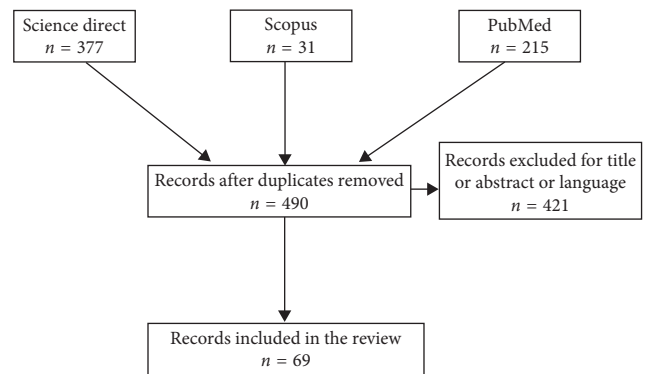 Science direct
n = 377
Scopus
n = 31
PubMed
n = 215
Records after duplicates removed
n = 490
Records excluded for title
or abstract or language
n = 421
Records included in the review
n = 69